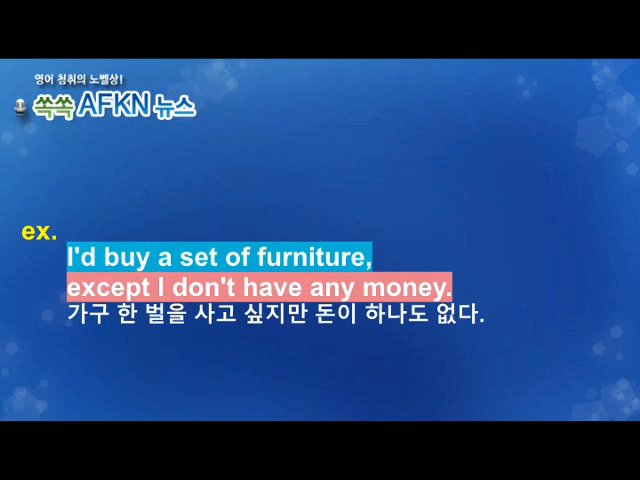 영어 청취의 노벨상!
쏙쏙 AFKN 뉴스
ex.
I'd buy a set of furniture,
except I don't have any money.
가구 한 벌을 사고 싶지만 돈이 하나도 없다.